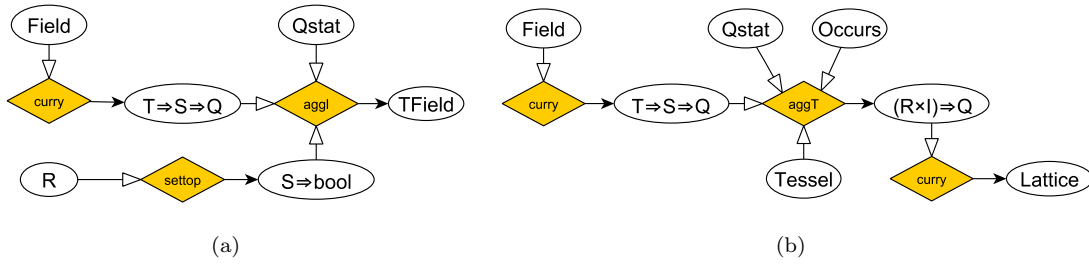 Field
Qstat
curry
T⇒S⇒Q
aggI
TField
R
settop
S⇒bool
(a)
Field
Qstat
Occurs
curry
T⇒S⇒Q
aggT
(R×I)⇒Q
Tessel
curry
Lattice
(b)